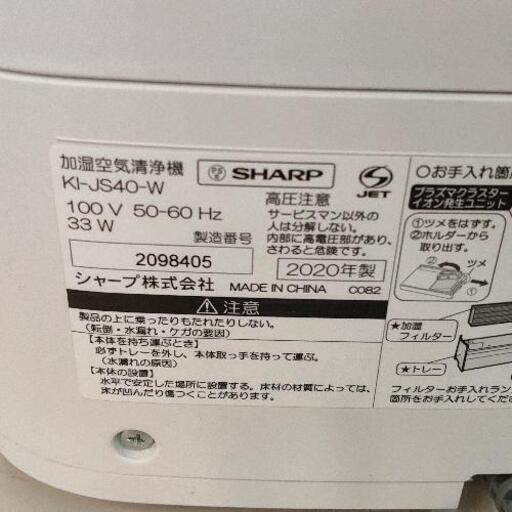 加湿空気清浄機
KI-JS40-W
100 V 50-60 Hz
33 W
製造番号
2098405
シャープ株式会社
PS E SHARP
JET
高圧注意
サービスマン以外の
人は分解しない。
内部に高電圧部があり、
さわると危険です。
2020年製
MADE IN CHINA C082
注意
製品の上に乗ったりもたれたりしない。
(転倒・水漏れ・ケガの要因)
【本体を持ち運ぶとき】
必ずトレーを外し、本体取っ手を持って運ぶ。
(水漏れの原因)
【本体の設置】
水平で安定した場所に設置する。床材の材質によっては、
床が凹んだり傷つくことがあります。
○お手入れ箇所
プラズマクラスター
イオン発生ユニット
①ツメをはずす。
②ホルダーから
取り出す。
② ツメ
①
★加湿
フィルター
★トレー
フィルターお手入れラン
箇所をお手入れしてくださ